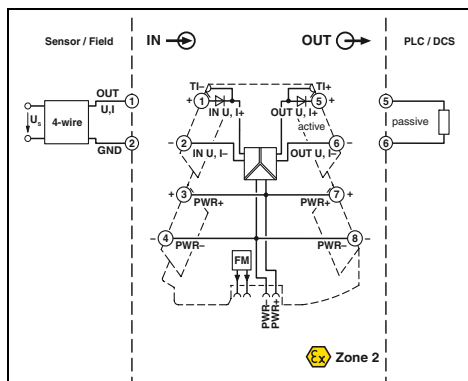 Sensor / Field
IN
OUT
PLC / DCS
TI–
TI+
OUT
1
+
1
5
+
5
U,I
IN U, I+
OUT U, I+
Us
4-wire
active
passive
2
–
2
6
–
6
GND
IN U, I–
OUT U, I–
+
3
PWR+
7
+
PWR+
–
4
PWR–
8
–
PWR–
FM
PWR–
PWR+
Ex
Zone 2